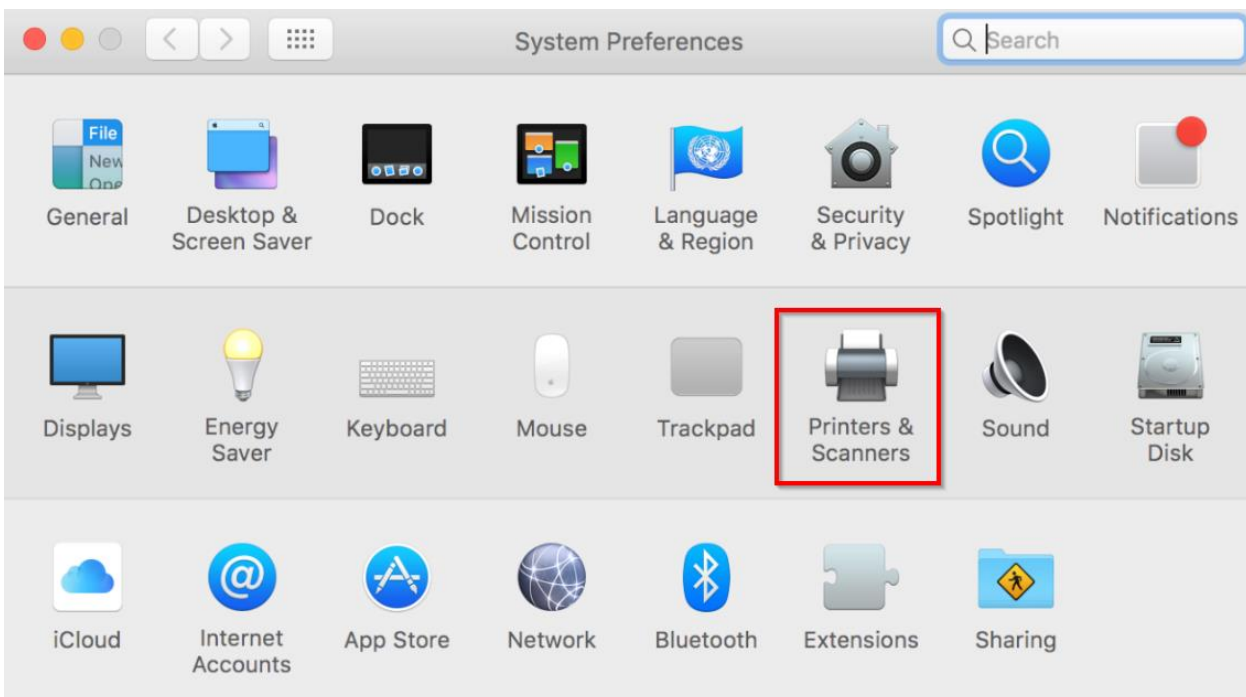 System Preferences
Search
File
New
Ope
General
Desktop &
Screen Saver
Dock
Mission
Control
Language
& Region
Security
& Privacy
Spotlight
Notifications
Displays
Energy
Saver
Keyboard
Mouse
Trackpad
Printers &
Scanners
Sound
Startup
Disk
iCloud
Internet
Accounts
App Store
Network
Bluetooth
Extensions
Sharing